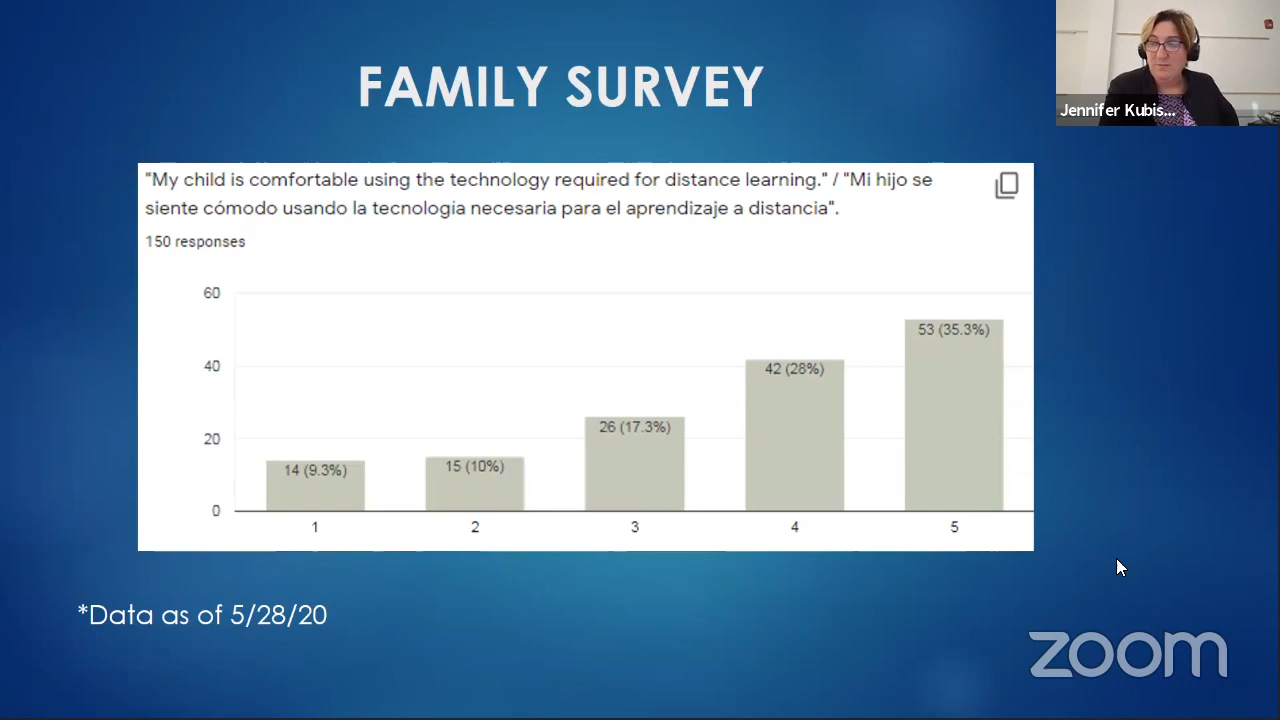 FAMILY SURVEY
Jennifer Kubis...
"My child is comfortable using the technology required for distance learning." / "Mi hijo se
siente cómodo usando la tecnología necesaria para el aprendizaje a distancia".
150 responses
60
40
20
0
14 (9.3%)
15 (10%)
26 (17.3%)
42 (28%)
53 (35.3%)
1
2
3
4
5
*Data as of 5/28/20
zoom